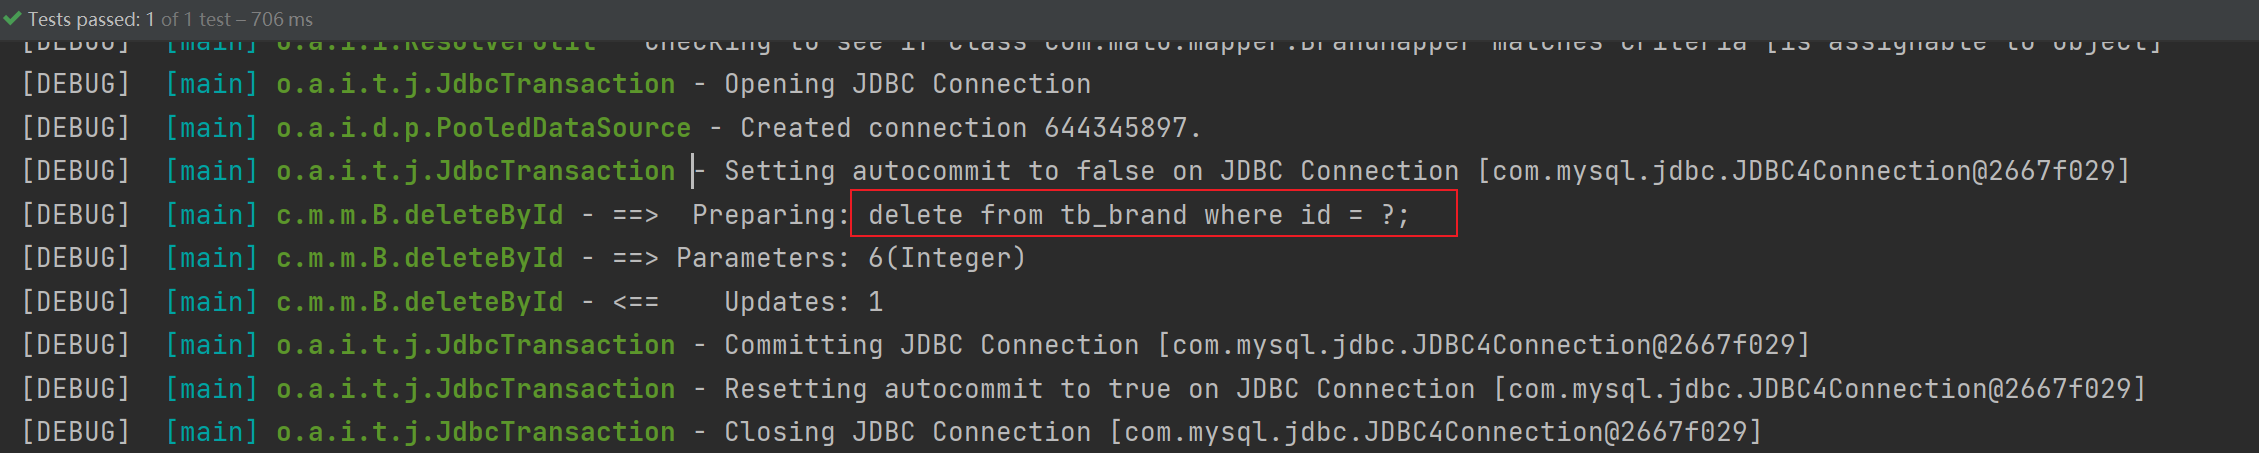 Tests passed: 1 of 1 test – 706 ms
[DEBUG] [main] o.a.i.i.ResolverUtil - Checking to see if class com.malo.mapper.BrandMapper matches criteria [is assignable to Object]
[DEBUG] [main] o.a.i.t.j.JdbcTransaction - Opening JDBC Connection
[DEBUG] [main] o.a.i.d.p.PooledDataSource - Created connection 644345897.
[DEBUG] [main] o.a.i.t.j.JdbcTransaction - Setting autocommit to false on JDBC Connection [com.mysql.jdbc.JDBC4Connection@2667f029]
[DEBUG] [main] c.m.m.B.deleteById - ==>  Preparing: delete from tb_brand where id = ?;
[DEBUG] [main] c.m.m.B.deleteById - ==> Parameters: 6(Integer)
[DEBUG] [main] c.m.m.B.deleteById - <==    Updates: 1
[DEBUG] [main] o.a.i.t.j.JdbcTransaction - Committing JDBC Connection [com.mysql.jdbc.JDBC4Connection@2667f029]
[DEBUG] [main] o.a.i.t.j.JdbcTransaction - Resetting autocommit to true on JDBC Connection [com.mysql.jdbc.JDBC4Connection@2667f029]
[DEBUG] [main] o.a.i.t.j.JdbcTransaction - Closing JDBC Connection [com.mysql.jdbc.JDBC4Connection@2667f029]